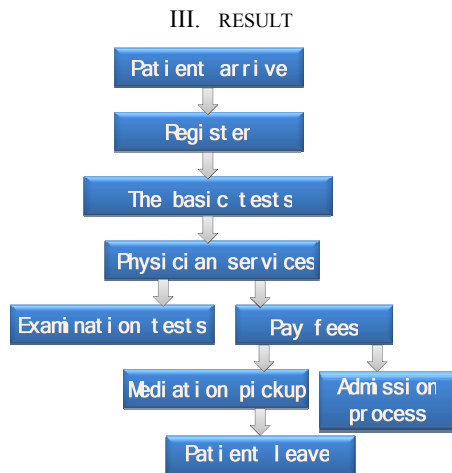 III. RESULT
Patient arrive
Register
The basic tests
Physician services
Examination tests
Pay fees
Mediation pickup
Admission
process
Patient leave